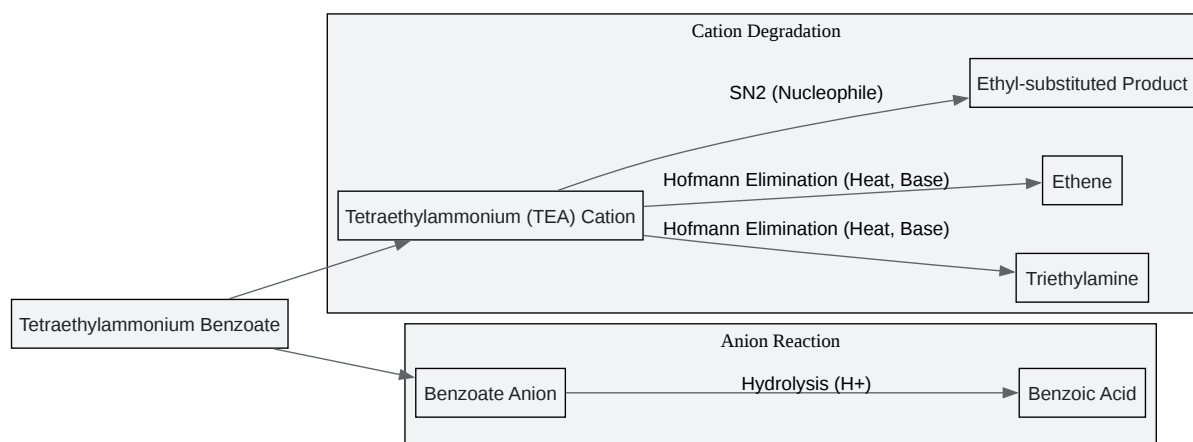 Cation Degradation
Ethyl-substituted Product
SN2 (Nucleophile)
Hofmann Elimination (Heat, Base)
Ethene
Tetraethylammonium (TEA) Cation
Hofmann Elimination (Heat, Base)
Triethylamine
Tetraethylammonium Benzoate
Anion Reaction
Benzoate Anion
Hydrolysis (H+)
Benzoic Acid